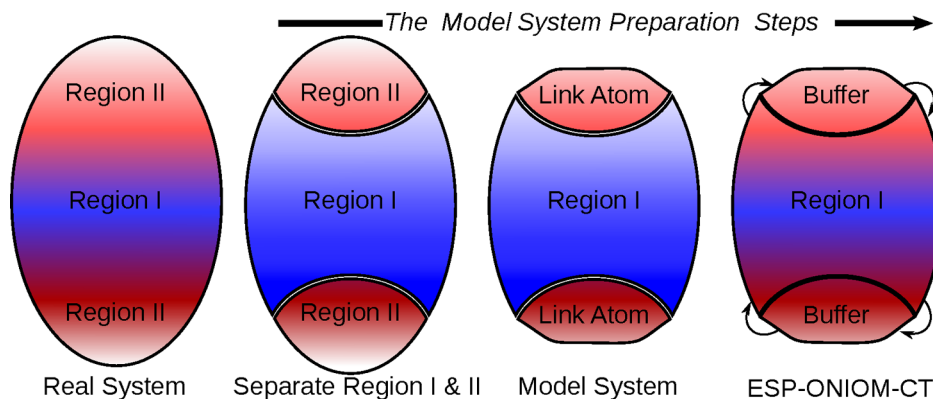 The Model System Preparation Steps
Region II
Region I
Region II
Real System
Region II
Region I
Region II
Separate Region I & II
Link Atom
Region I
Link Atom
Model System
Buffer
Region I
Buffer
ESP-ONIOM-CT